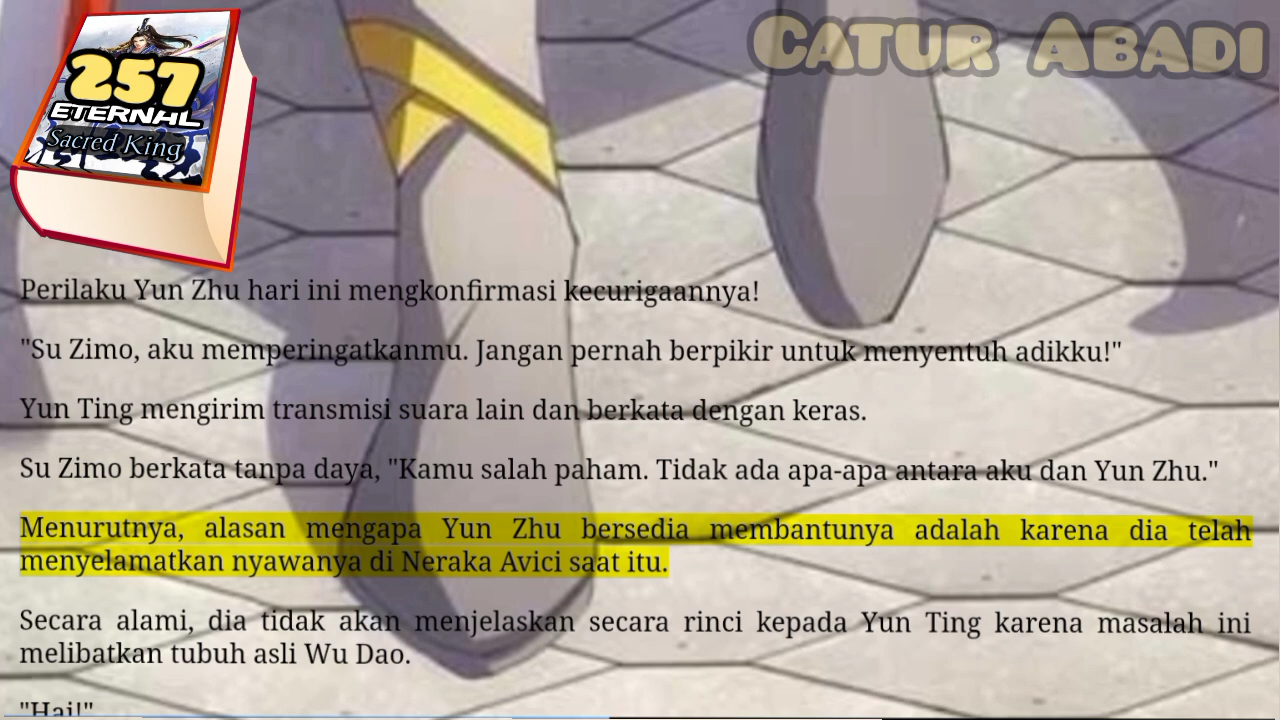 CATUR ABADI
257
ETERNAL
Sacred King
Perilaku Yun Zhu hari ini mengkonfirmasi kecurigaannya!
"Su Zimo, aku memperingatkanmu. Jangan pernah berpikir untuk menyentuh adikku!"
Yun Ting mengirim transmisi suara lain dan berkata dengan keras.
Su Zimo berkata tanpa daya, "Kamu salah paham. Tidak ada apa-apa antara aku dan Yun Zhu."
Menurutnya, alasan mengapa Yun Zhu bersedia membantunya adalah karena dia telah
menyelamatkan nyawanya di Neraka Avici saat itu.
Secara alami, dia tidak akan menjelaskan secara rinci kepada Yun Ting karena masalah ini
melibatkan tubuh asli Wu Dao.
"Hai!"